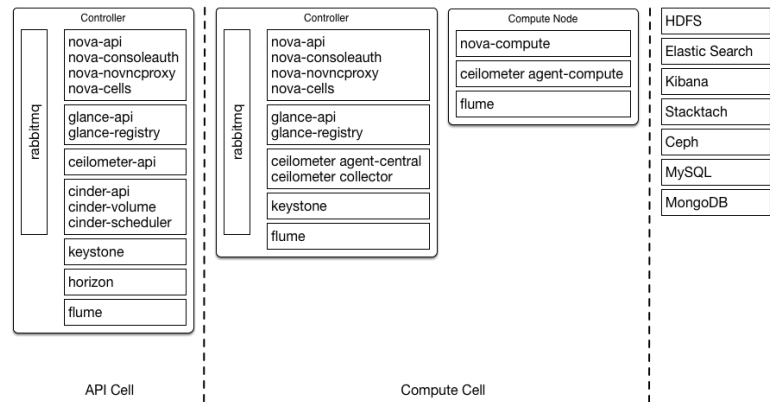 Controller
rabbitmq
nova-api
nova-consoleauth
nova-novncproxy
nova-cells
glance-api
glance-registry
ceilometer-api
cinder-api
cinder-volume
cinder-scheduler
keystone
horizon
flume
API Cell
Controller
rabbitmq
nova-api
nova-consoleauth
nova-novncproxy
nova-cells
glance-api
glance-registry
ceilometer agent-central
ceilometer collector
keystone
flume
Compute Node
nova-compute
ceilometer agent-compute
flume
Compute Cell
HDFS
Elastic Search
Kibana
Stacktach
Ceph
MySQL
MongoDB